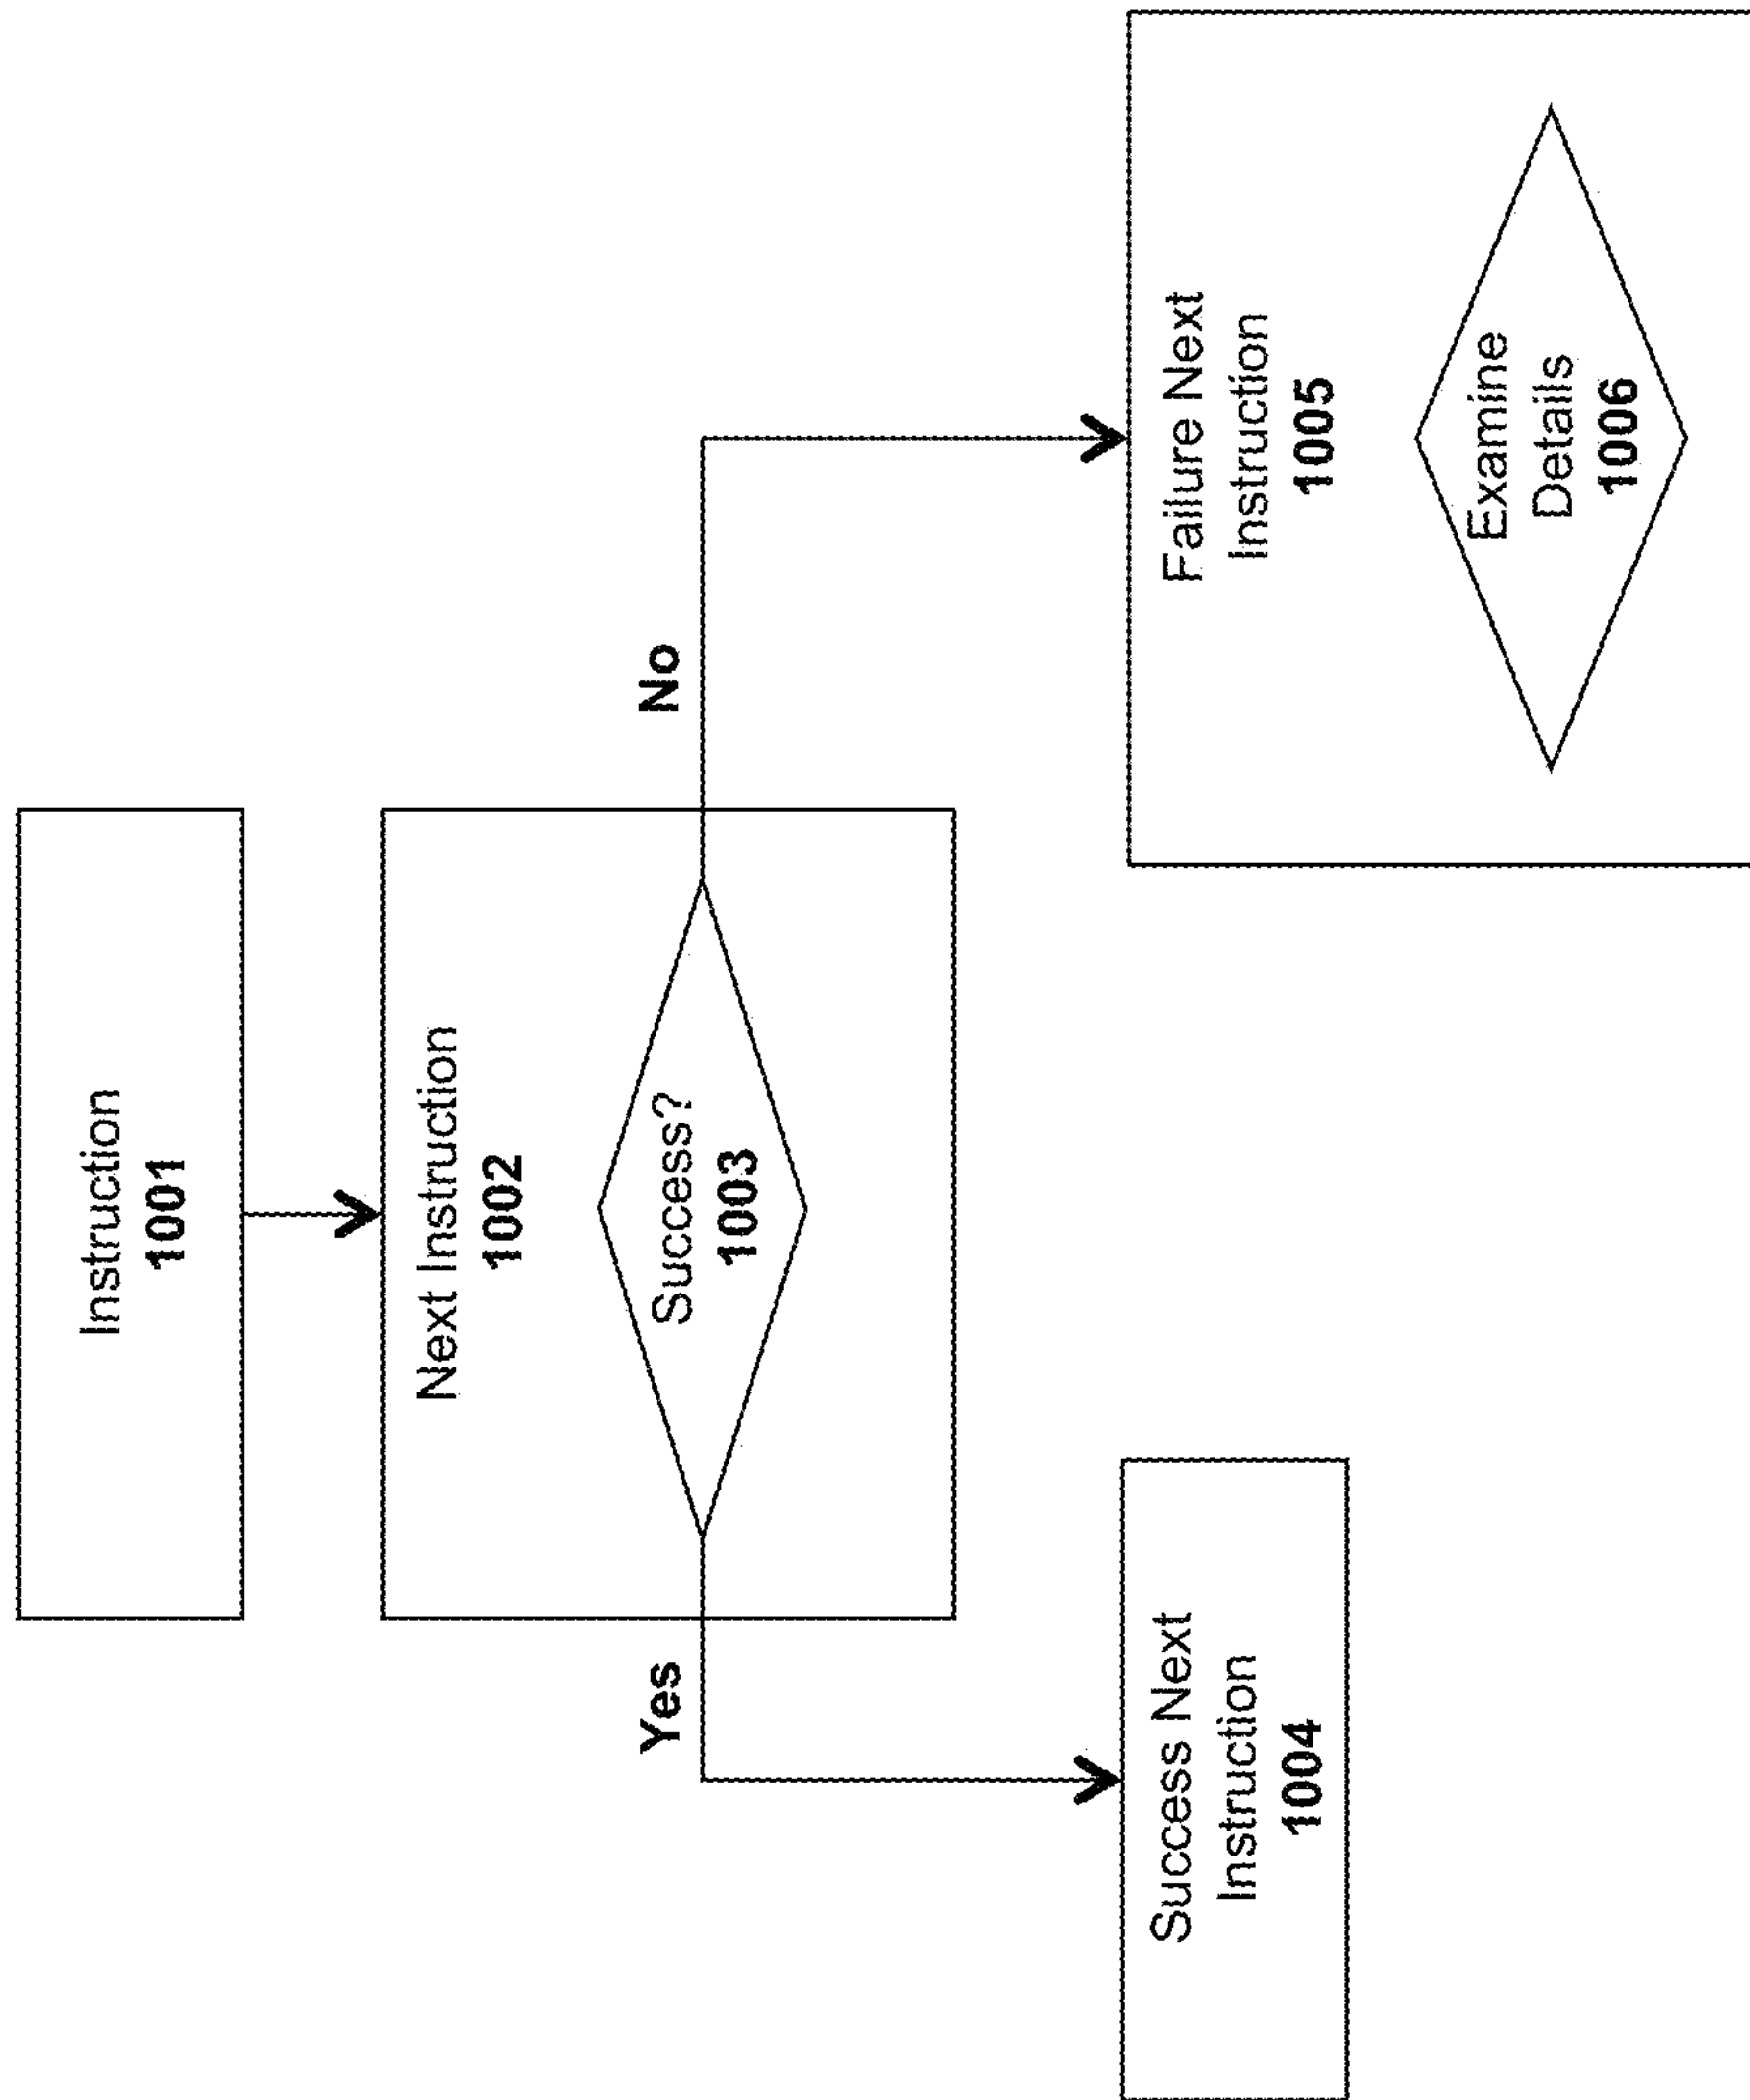 Instruction
1001
Next Instruction
1002
Success?
1003
Yes
No
Success Next
Instruction
1004
Failure Next
Instruction
1005
Examine
Details
1006